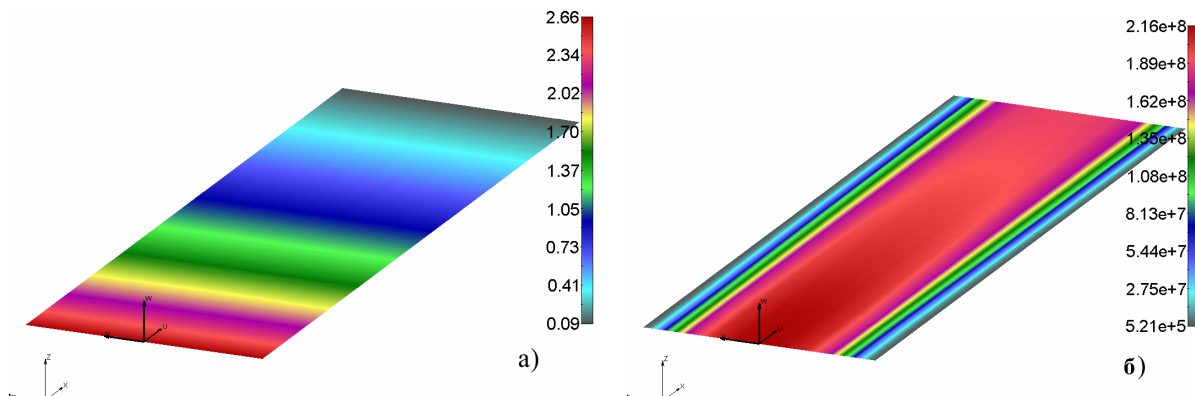 2.66
2.34
2.02
1.70
1.37
1.05
0.73
0.41
0.09
W
U
Z
X
а)
2.16e+8
1.89e+8
1.62e+8
1.35e+8
1.08e+8
8.13e+7
5.44e+7
2.75e+7
5.21e+5
W
U
Z
X
б)